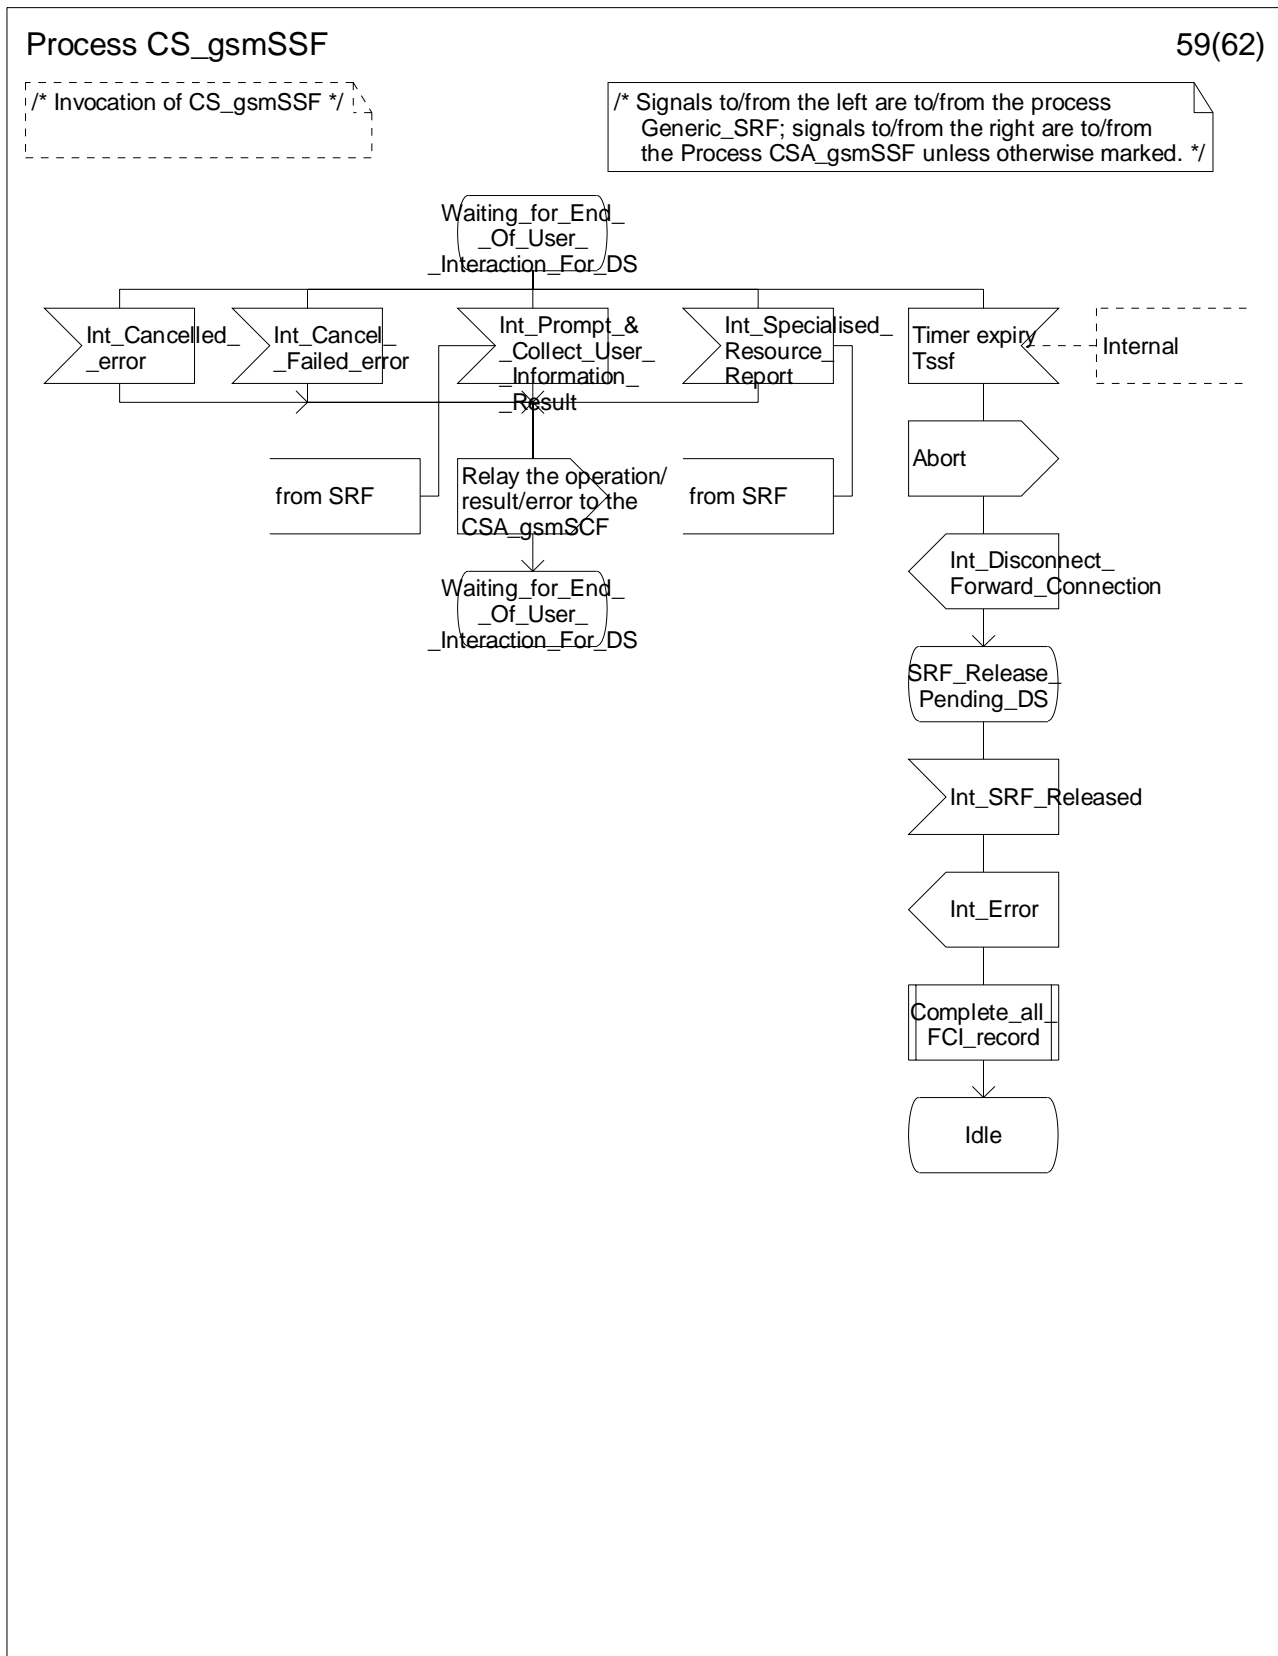 Process CS_gsmSSF
59(62)
/* Invocation of CS_gsmSSF */
/* Signals to/from the left are to/from the process
Generic_SRF; signals to/from the right are to/from
the Process CSA_gsmSSF unless otherwise marked. */
Waiting_for_End_
_Of_User_
_Interaction_For_DS
Int_Cancelled_
_error
Int_Cancel_
_Failed_error
Int_Prompt_&
_Collect_User_
_Information_
_Result
Int_Specialised_
Resource_
Report
Timer expiry
Tssf
Internal
from SRF
Relay the operation/
result/error to the
CSA_gsmSCF
from SRF
Abort
Waiting_for_End_
_Of_User_
_Interaction_For_DS
Int_Disconnect_
Forward_Connection
SRF_Release_
Pending_DS
Int_SRF_Released
Int_Error
Complete_all_
FCI_record
Idle